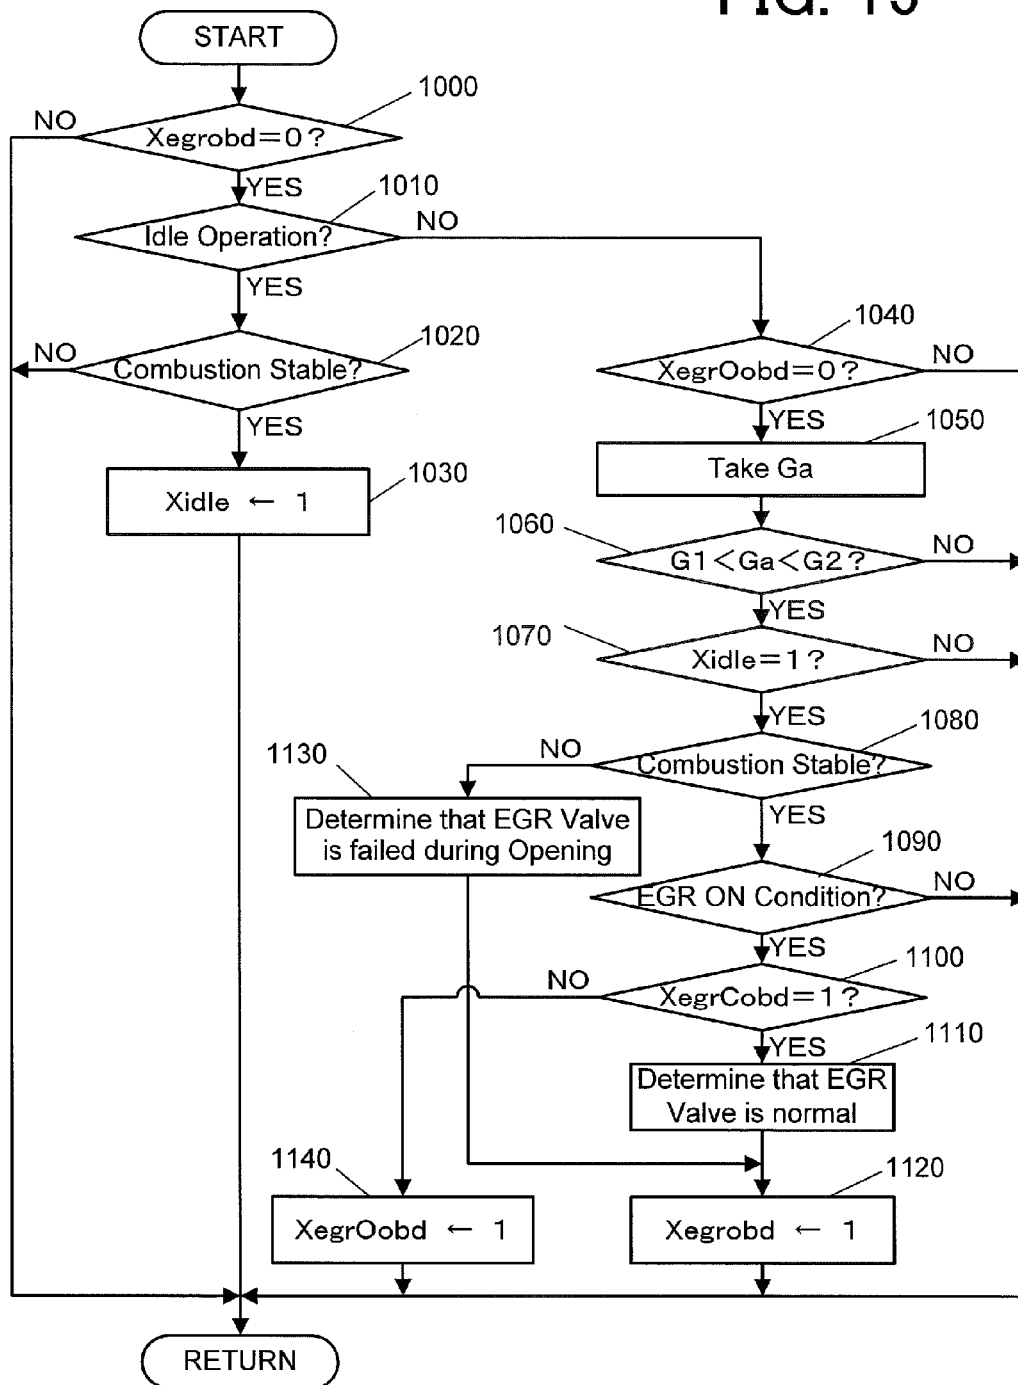 FIG. 13
START
1000
NO
Xegrobd=0?
YES
1010
NO
Idle Operation?
YES
1020
1040
NO
Combustion Stable?
XegrOobd=0?
NO
YES
YES
1050
1030
Take Ga
Xidle ← 1
1060
NO
G1<Ga<G2?
YES
1070
NO
Xidle=1?
YES
1080
1130
NO
Combustion Stable?
Determine that EGR Valve
is failed during Opening
YES
1090
EGR ON Condition?
NO
YES
1100
NO
XegrCobd=1?
YES
1110
Determine that EGR
Valve is normal
1140
1120
XegrOobd ← 1
Xegrobd ← 1
RETURN